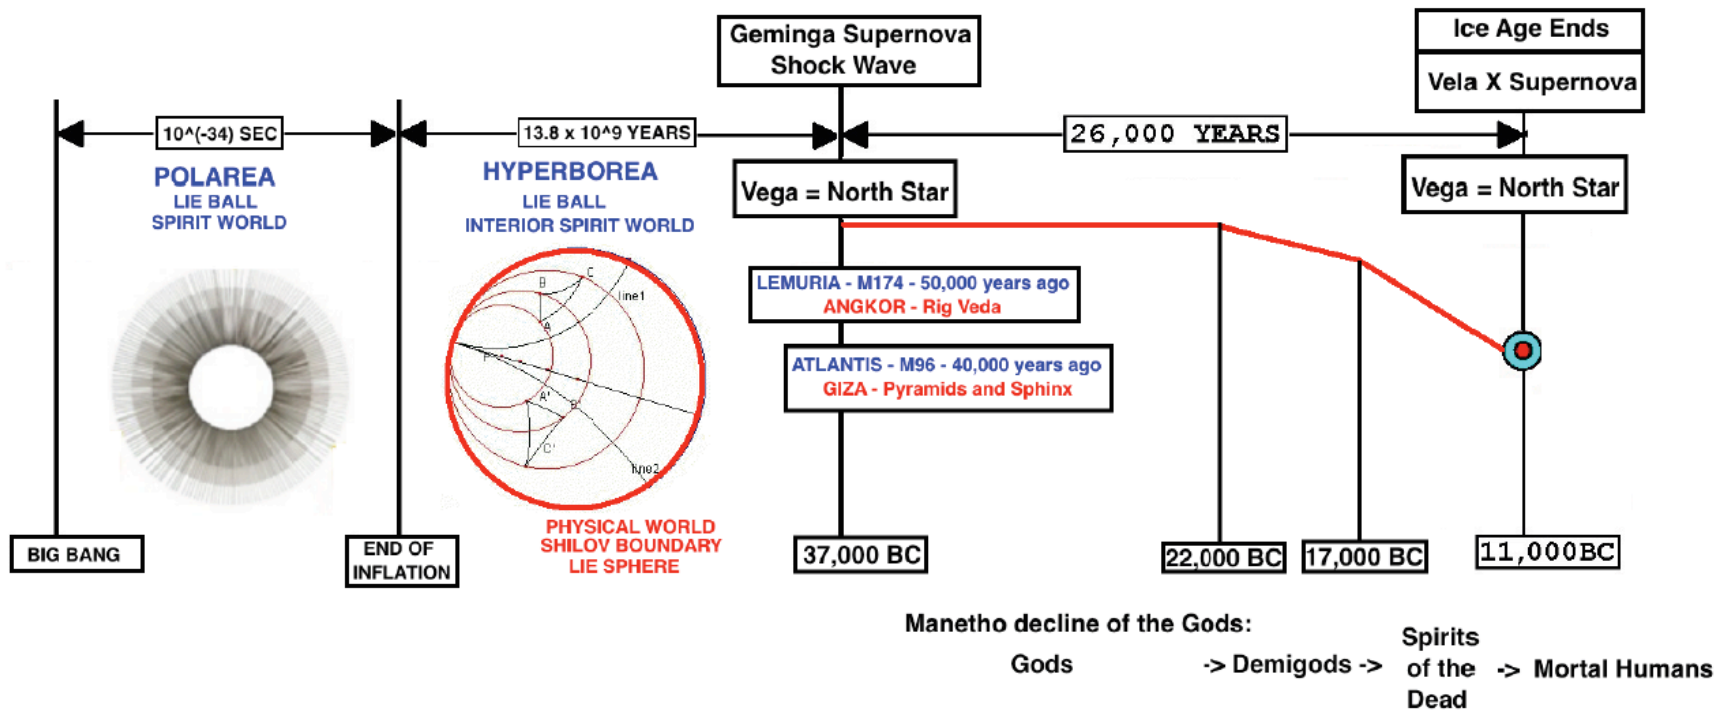 Geminga Supernova
Shock Wave
Ice Age Ends
Vela X Supernova
10^(-34) SEC
13.8 x 10^9 YEARS
26,000 YEARS
POLAREA
LIE BALL
SPIRIT WORLD
HYPERBOREA
LIE BALL
INTERIOR SPIRIT WORLD
Vega = North Star
Vega = North Star
LEMURIA - M174 - 50,000 years ago
ANGKOR - Rig Veda
ATLANTIS - M96 - 40,000 years ago
GIZA - Pyramids and Sphinx
B
C
line1
A
P
A'
B'
C'
line2
PHYSICAL WORLD
SHILOV BOUNDARY
LIE SPHERE
BIG BANG
END OF
INFLATION
37,000 BC
22,000 BC
17,000 BC
11,000BC
Manetho decline of the Gods:
Gods -> Demigods -> Spirits
of the
Dead -> Mortal Humans